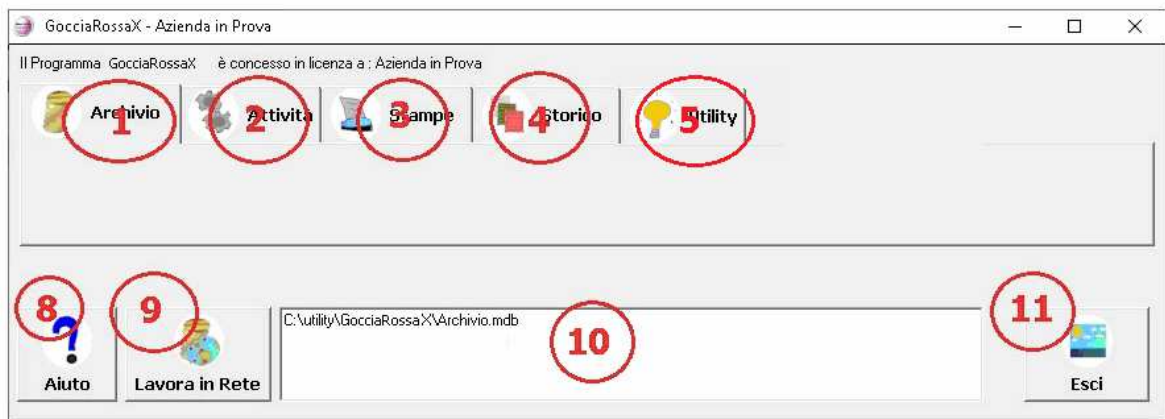 GocciaRossaX - Azienda in Prova
Il Programma GocciaRossaX è concesso in licenza a : Azienda in Prova
Archivio Attivita Stampe Storico Utility
1 2 3 4 5
8 9 10 11
C:\utility\GocciaRossaX\Archivio.mdb
Aiuto Lavora in Rete Esci